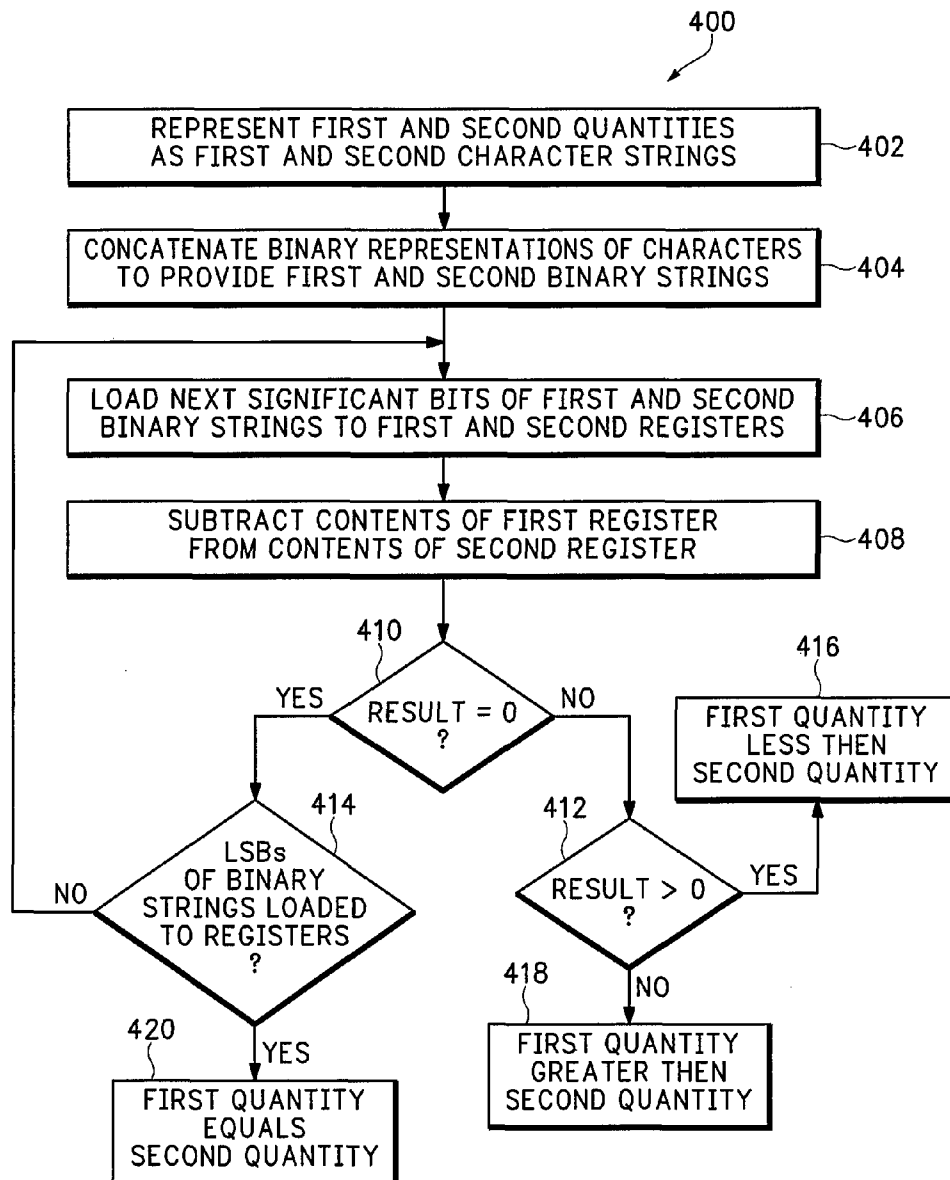 400
REPRESENT FIRST AND SECOND QUANTITIES
AS FIRST AND SECOND CHARACTER STRINGS
402
CONCATENATE BINARY REPRESENTATIONS OF CHARACTERS
TO PROVIDE FIRST AND SECOND BINARY STRINGS
404
LOAD NEXT SIGNIFICANT BITS OF FIRST AND SECOND
BINARY STRINGS TO FIRST AND SECOND REGISTERS
406
SUBTRACT CONTENTS OF FIRST REGISTER
FROM CONTENTS OF SECOND REGISTER
408
410
RESULT = 0
?
YES
NO
416
FIRST QUANTITY
LESS THEN
SECOND QUANTITY
414
LSBs
OF BINARY
STRINGS LOADED
TO REGISTERS
?
NO
YES
412
RESULT > 0
?
YES
NO
418
FIRST QUANTITY
GREATER THEN
SECOND QUANTITY
420
FIRST QUANTITY
EQUALS
SECOND QUANTITY